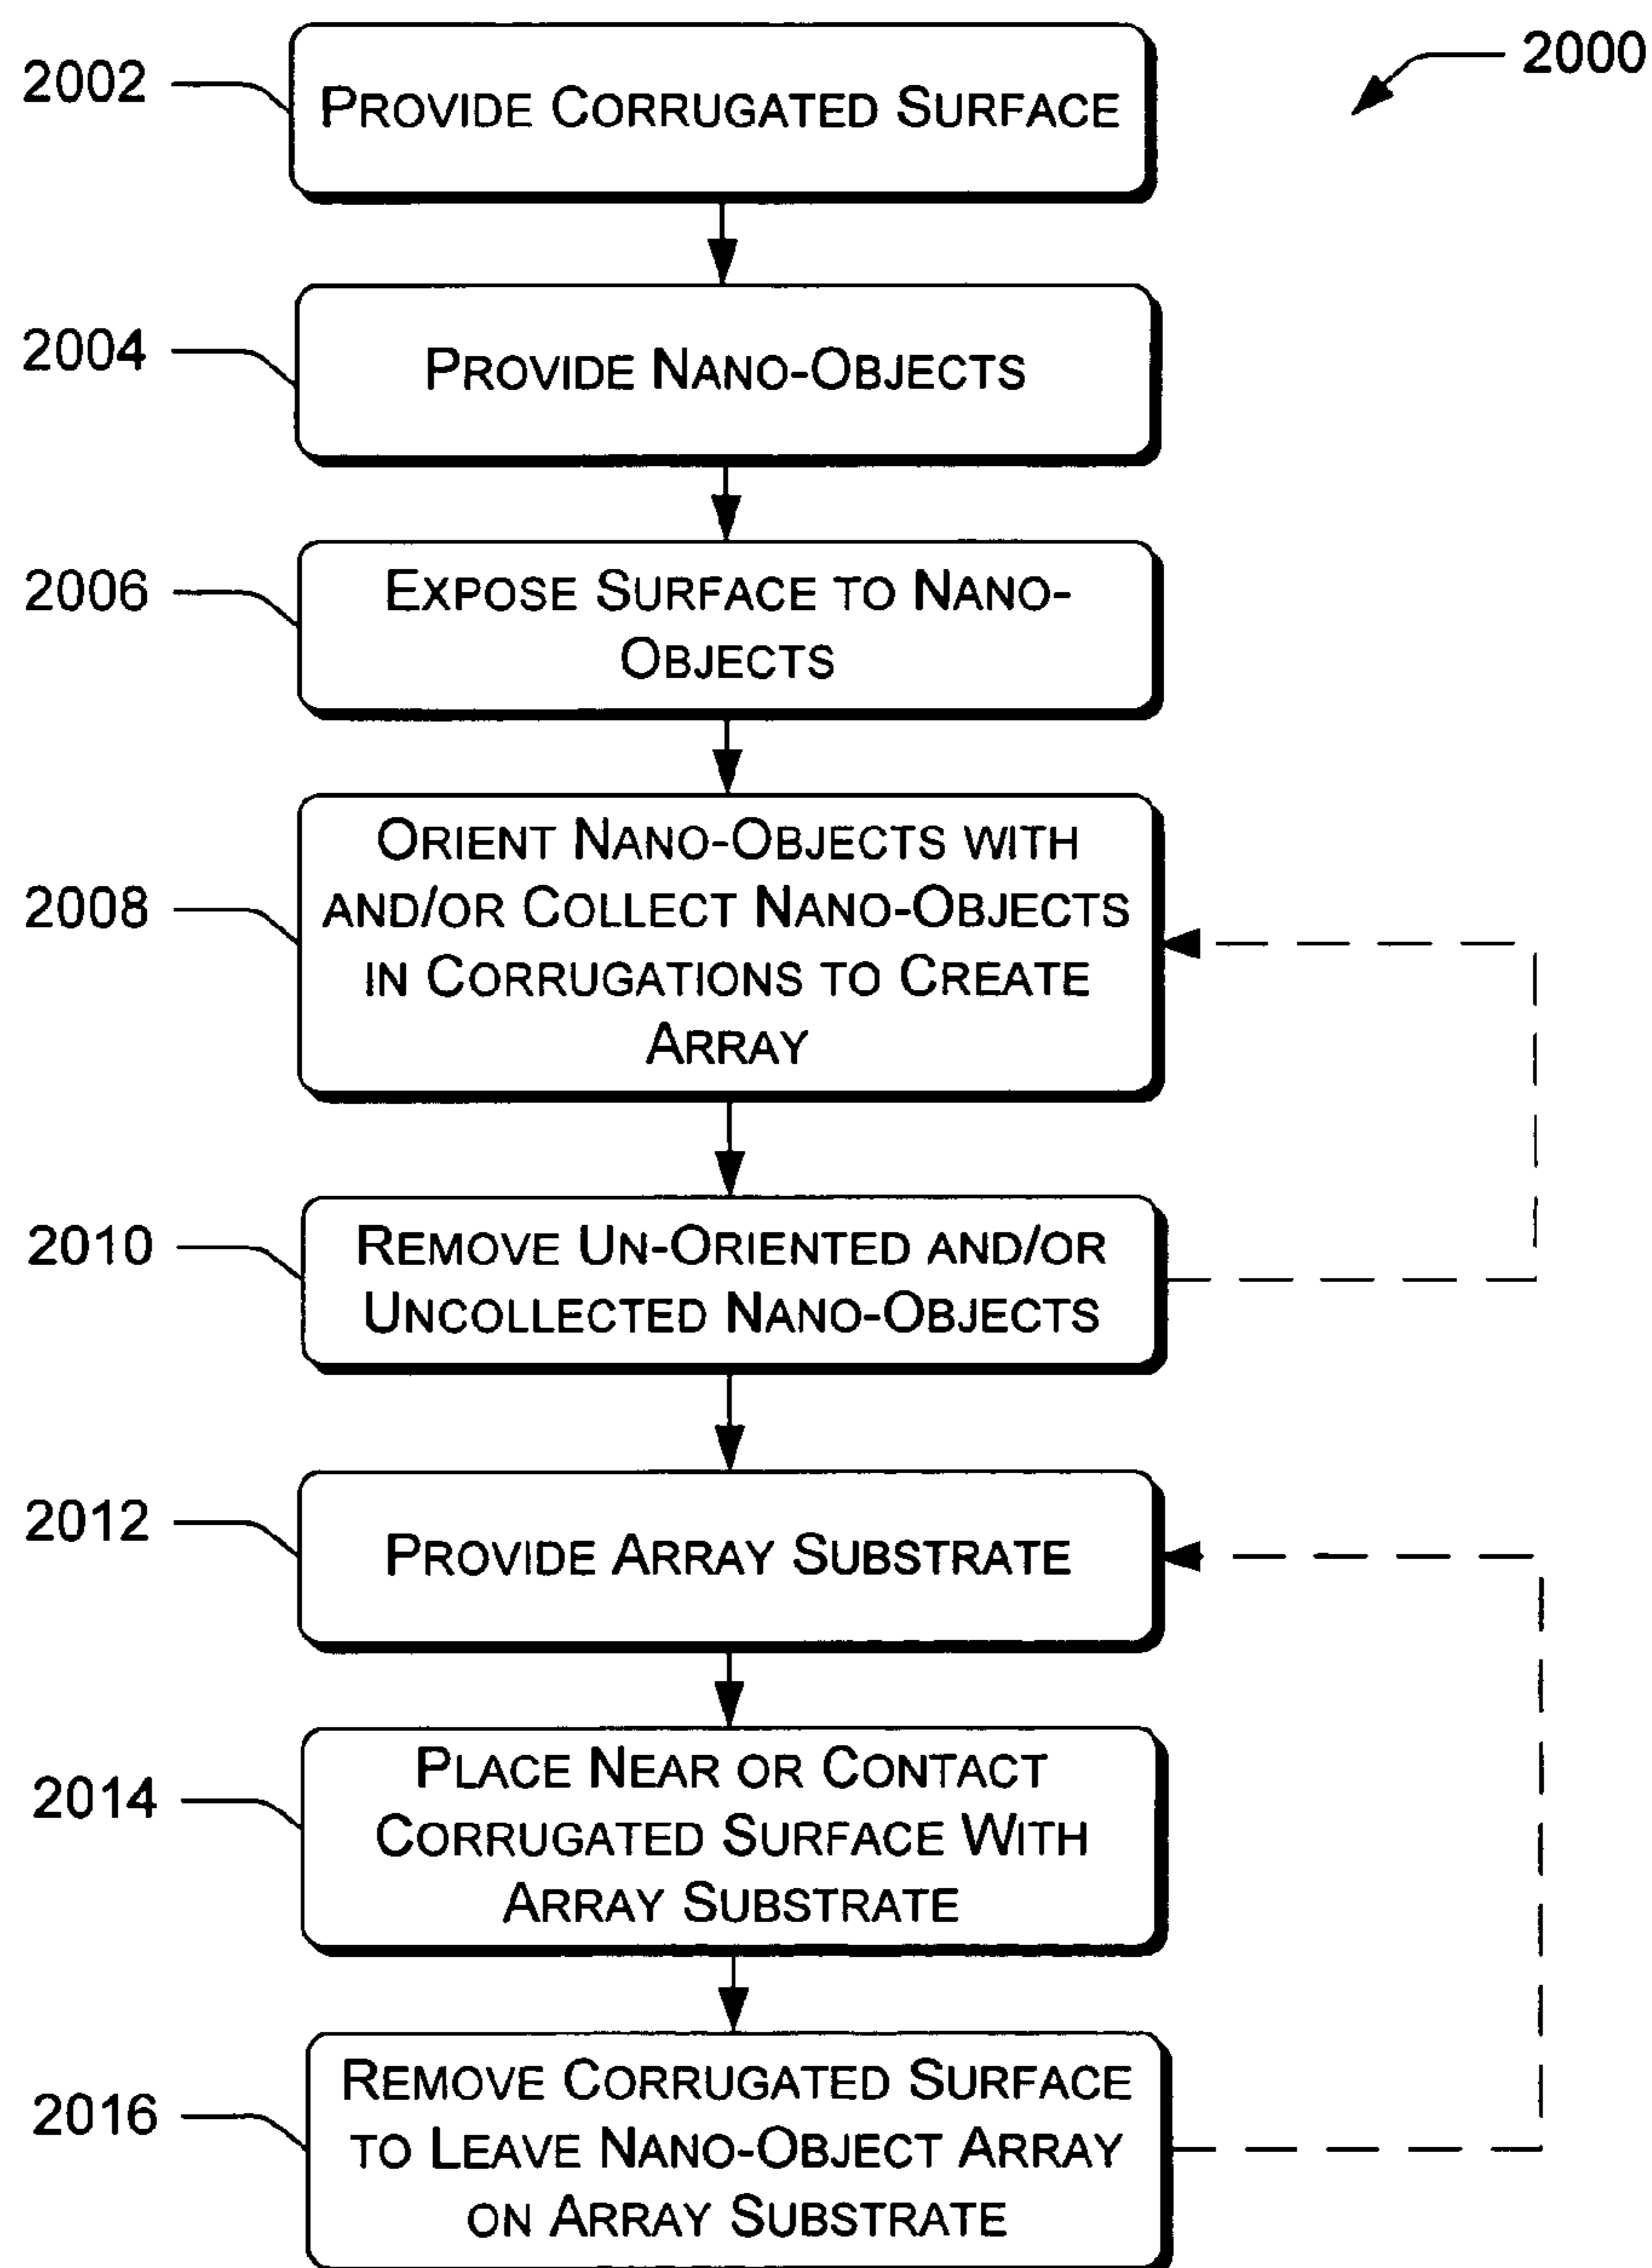 2000
2002
PROVIDE CORRUGATED SURFACE
2004
PROVIDE NANO-OBJECTS
2006
EXPOSE SURFACE TO NANO-
OBJECTS
2008
ORIENT NANO-OBJECTS WITH
AND/OR COLLECT NANO-OBJECTS
IN CORRUGATIONS TO CREATE
ARRAY
2010
REMOVE UN-ORIENTED AND/OR
UNCOLLECTED NANO-OBJECTS
2012
PROVIDE ARRAY SUBSTRATE
2014
PLACE NEAR OR CONTACT
CORRUGATED SURFACE WITH
ARRAY SUBSTRATE
2016
REMOVE CORRUGATED SURFACE
TO LEAVE NANO-OBJECT ARRAY
ON ARRAY SUBSTRATE